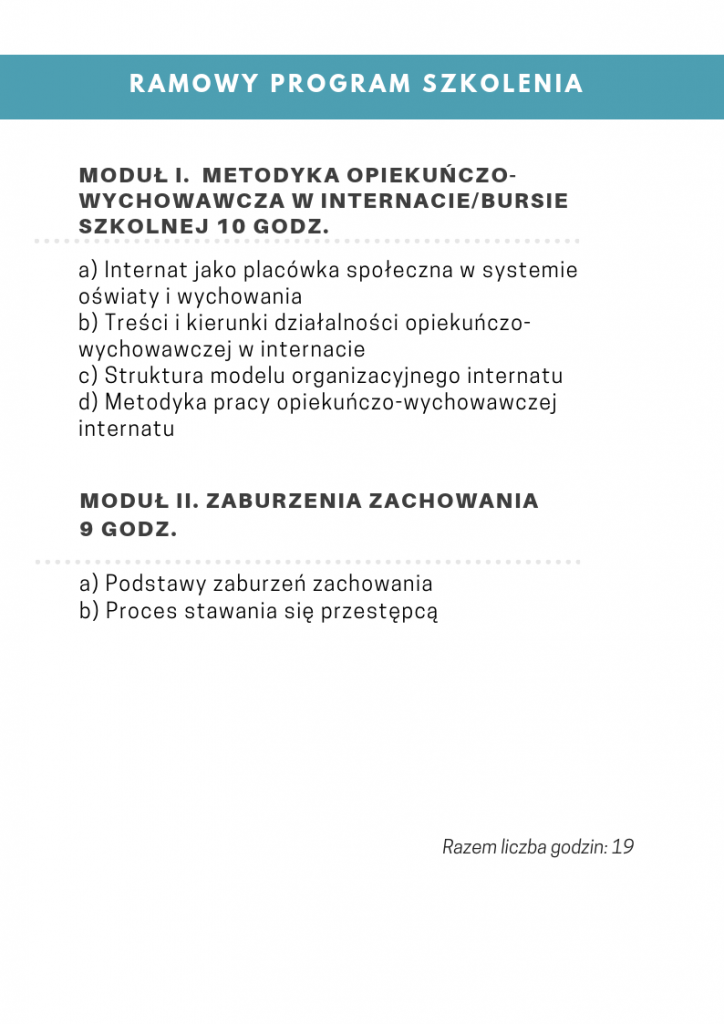 RAMOWY PROGRAM SZKOLENIA
MODUŁ I. METODYKA OPIEKUŃCZO-
WYCHOWAWCZA W INTERNACIE/BURSIE
SZKOLNEJ 10 GODZ.
a) Internat jako placówka społeczna w systemie
oświaty i wychowania
b) Treści i kierunki działalności opiekuńczo-
wychowawczej w internacie
c) Struktura modelu organizacyjnego internatu
d) Metodyka pracy opiekuńczo-wychowawczej
internatu
MODUŁ II. ZABURZENIA ZACHOWANIA
9 GODZ.
a) Podstawy zaburzeń zachowania
b) Proces stawania się przestępcą
Razem liczba godzin: 19